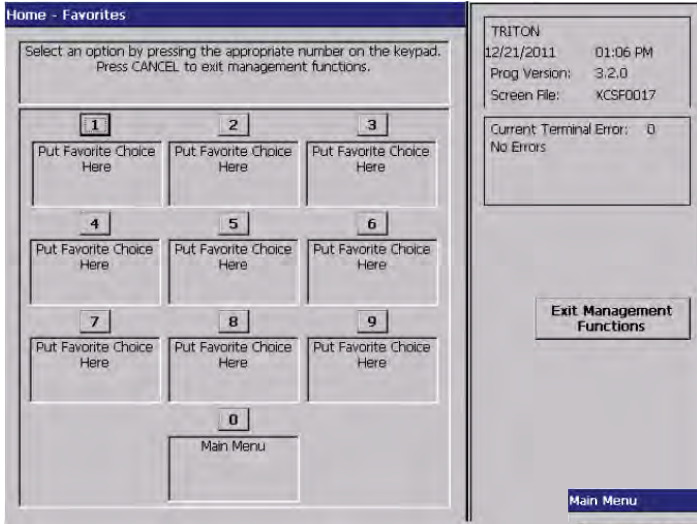 Home - Favorites
Select an option by pressing the appropriate number on the keypad.
Press CANCEL to exit management functions.
1 2 3
Put Favorite Choice Here
Put Favorite Choice Here
Put Favorite Choice Here
4 5 6
Put Favorite Choice Here
Put Favorite Choice Here
Put Favorite Choice Here
7 8 9
Put Favorite Choice Here
Put Favorite Choice Here
Put Favorite Choice Here
0
Main Menu
TRITON
12/21/2011 01:06 PM
Prog Version: 3.2.0
Screen File: KCSF0017
Current Terminal Error: 0
No Errors
Exit Management
Functions
Main Menu